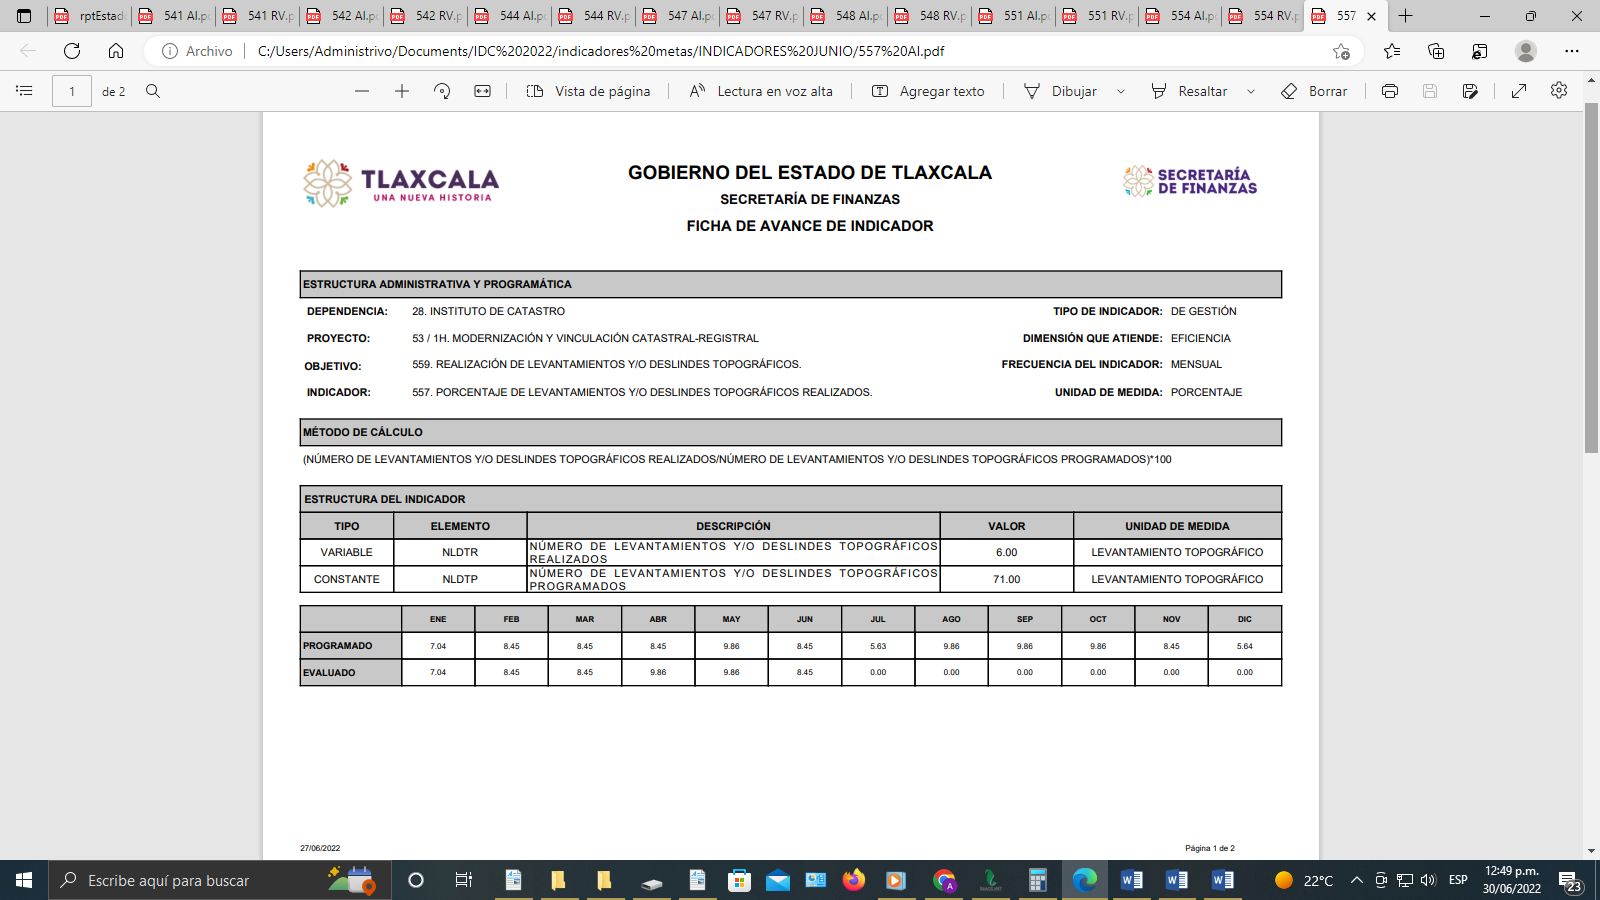 rptEstad
541 AI.p
541 RV.p
542 AI.p
542 RV.p
544 AI.p
544 RV.p
547 AI.p
547 RV.p
548 AI.p
548 RV.p
551 AI.p
551 RV.p
554 AI.p
554 RV.p
557
Archivo
C:/Users/Administrivo/Documents/IDC%202022/indicadores%20metas/INDICADORES%20JUNIO/557%20AI.pdf
1 de 2
Vista de página
Lectura en voz alta
Agregar texto
Dibujar
Resaltar
Borrar
TLAXCALA
UNA NUEVA HISTORIA
GOBIERNO DEL ESTADO DE TLAXCALA
SECRETARÍA DE FINANZAS
FICHA DE AVANCE DE INDICADOR
SECRETARÍA
DE FINANZAS
ESTRUCTURA ADMINISTRATIVA Y PROGRAMÁTICA
DEPENDENCIA: 28. INSTITUTO DE CATASTRO TIPO DE INDICADOR: DE GESTIÓN
PROYECTO: 53 / 1H. MODERNIZACIÓN Y VINCULACIÓN CATASTRAL-REGISTRAL DIMENSIÓN QUE ATIENDE: EFICIENCIA
OBJETIVO: 559. REALIZACIÓN DE LEVANTAMIENTOS Y/O DESLINDES TOPOGRÁFICOS. FRECUENCIA DEL INDICADOR: MENSUAL
INDICADOR: 557. PORCENTAJE DE LEVANTAMIENTOS Y/O DESLINDES TOPOGRÁFICOS REALIZADOS. UNIDAD DE MEDIDA: PORCENTAJE
MÉTODO DE CÁLCULO
(NÚMERO DE LEVANTAMIENTOS Y/O DESLINDES TOPOGRÁFICOS REALIZADOS/NÚMERO DE LEVANTAMIENTOS Y/O DESLINDES TOPOGRÁFICOS PROGRAMADOS)*100
ESTRUCTURA DEL INDICADOR
TIPO ELEMENTO DESCRIPCIÓN VALOR UNIDAD DE MEDIDA
VARIABLE NLDTR NÚMERO DE LEVANTAMIENTOS Y/O DESLINDES TOPOGRÁFICOS REALIZADOS 6.00 LEVANTAMIENTO TOPOGRÁFICO
CONSTANTE NLDTP NÚMERO DE LEVANTAMIENTOS Y/O DESLINDES TOPOGRÁFICOS PROGRAMADOS 71.00 LEVANTAMIENTO TOPOGRÁFICO
ENE FEB MAR ABR MAY JUN JUL AGO SEP OCT NOV DIC
PROGRAMADO 7.04 8.45 8.45 8.45 9.86 8.45 5.63 9.86 9.86 9.86 8.45 5.64
EVALUADO 7.04 8.45 8.45 9.86 9.86 8.45 0.00 0.00 0.00 0.00 0.00 0.00
27/06/2022 Página 1 de 2
Escribe aquí para buscar
22°C
ESP
12:49 p.m.
30/06/2022
23